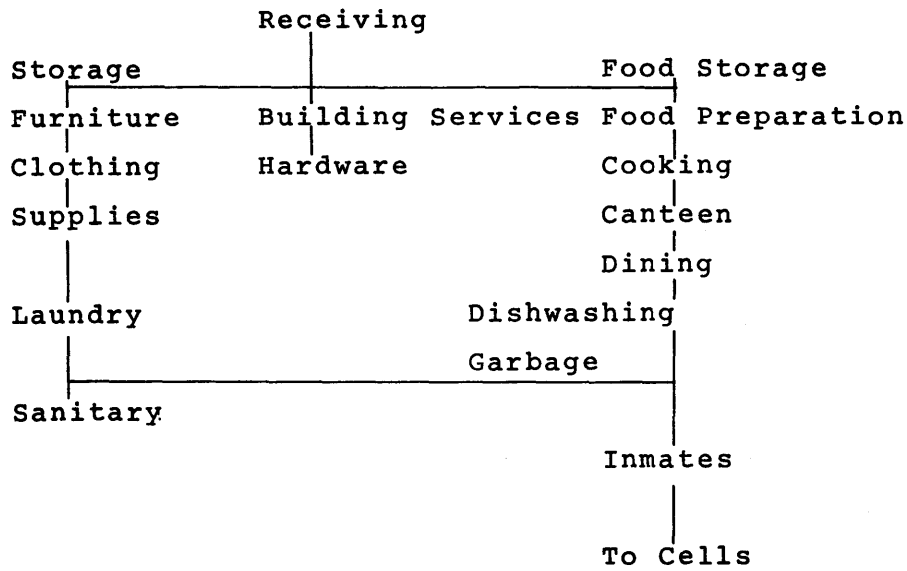 Receiving
Storage Food Storage
Furniture Building Services Food Preparation
Clothing Hardware Cooking
Supplies Canteen
Dining
Laundry Dishwashing
Garbage
Sanitary
Inmates
To Cells